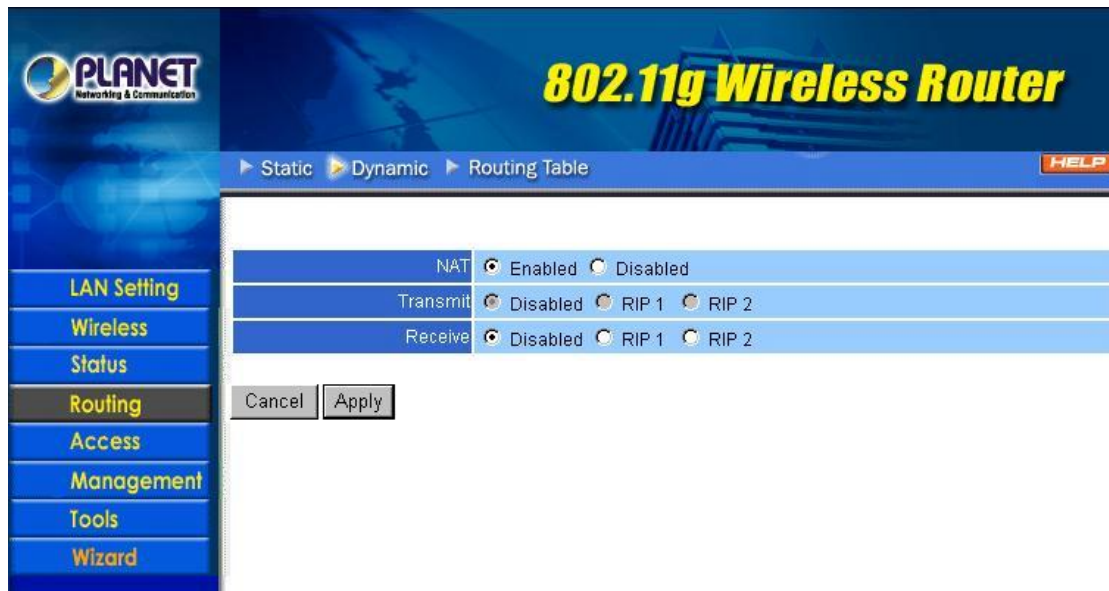 PLANET
Networking & Communication
802.11g Wireless Router
Static Dynamic Routing Table HELP
LAN Setting
Wireless
Status
Routing
Access
Management
Tools
Wizard
NAT Enabled Disabled
Transmit Disabled RIP 1 RIP 2
Receive Disabled RIP 1 RIP 2
Cancel Apply